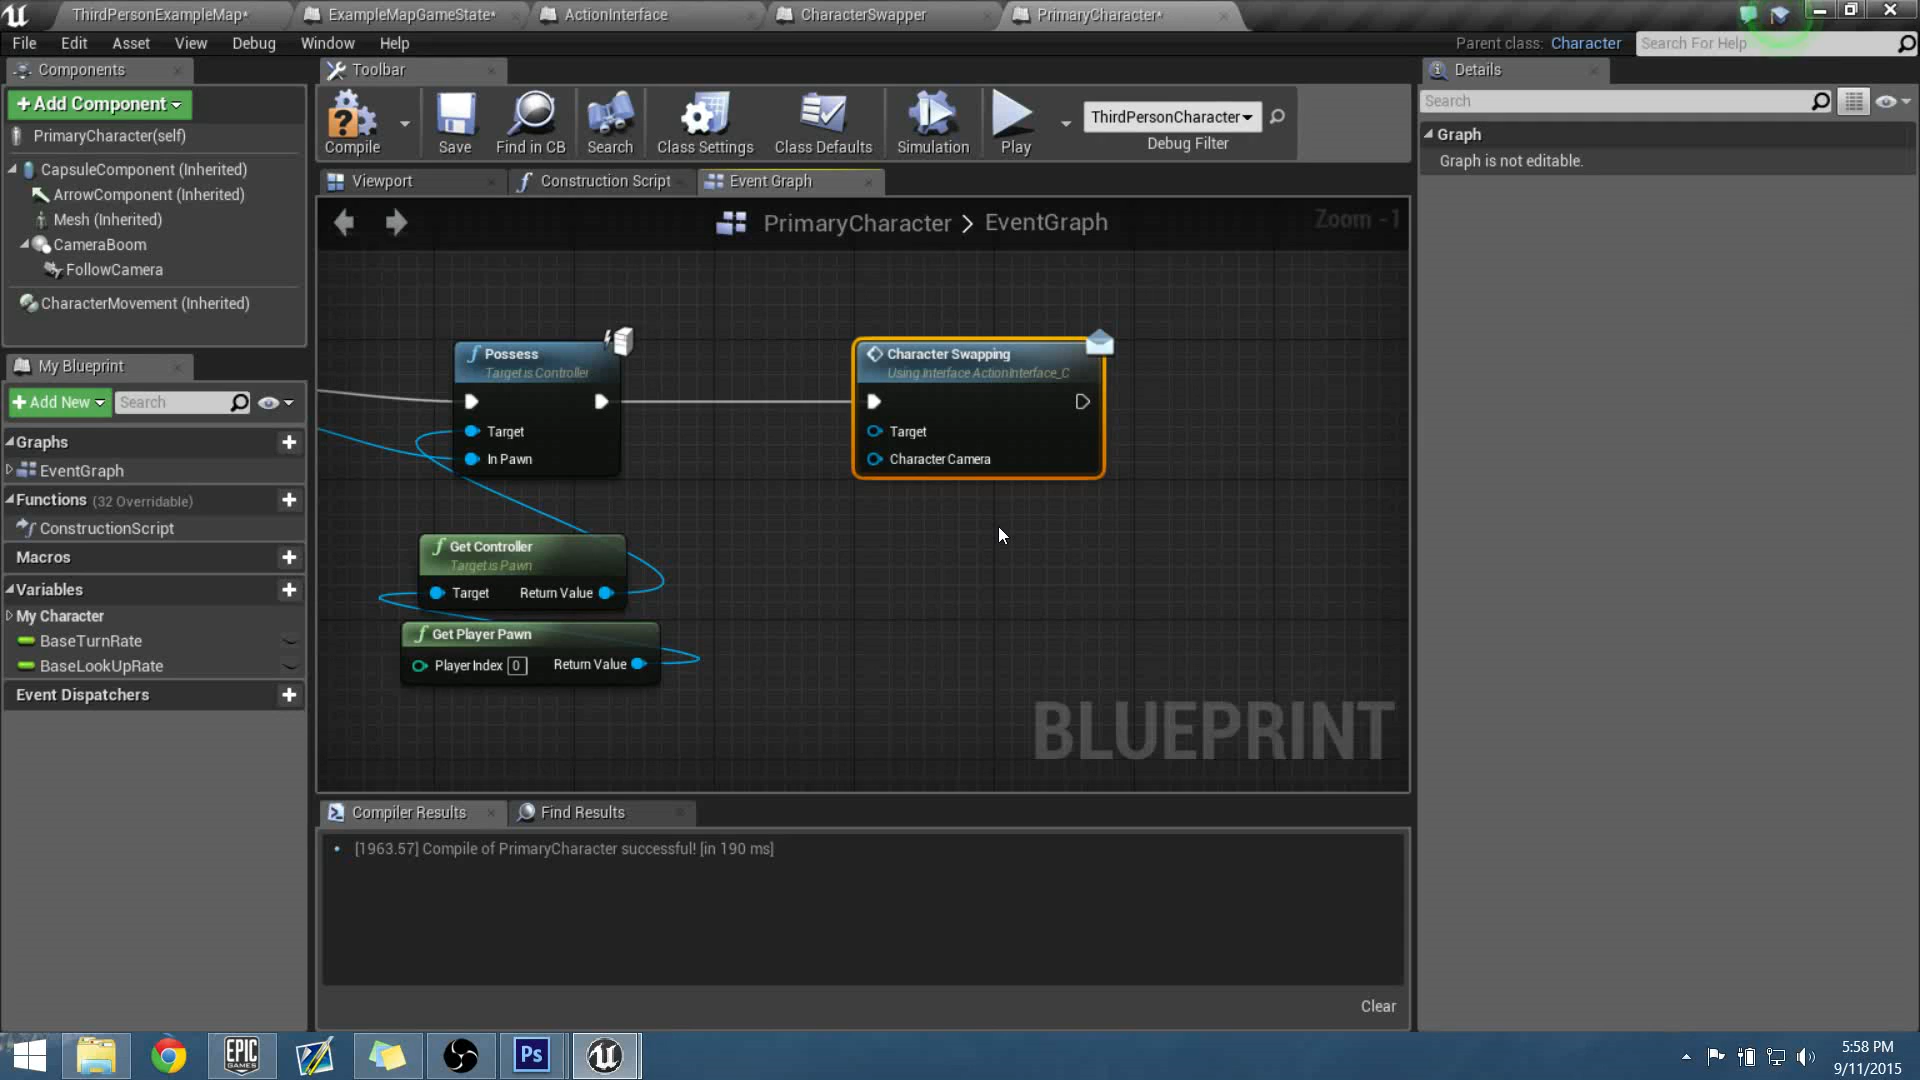 ThirdPersonExampleMap*
ExampleMapGameState*
ActionInterface
CharacterSwapper
PrimaryCharacter*
File Edit Asset View Debug Window Help
Parent class: Character
Search For Help
Components
Toolbar
Details
+Add Component
PrimaryCharacter(self)
CapsuleComponent (Inherited)
ArrowComponent (Inherited)
Mesh (Inherited)
CameraBoom
FollowCamera
CharacterMovement (Inherited)
Compile Save Find in CB Search Class Settings Class Defaults Simulation Play
ThirdPersonCharacter
Debug Filter
Search
Graph
Graph is not editable.
Viewport
Construction Script
Event Graph
PrimaryCharacter > EventGraph
Zoom -1
My Blueprint
+Add New
Search
Graphs
EventGraph
Functions (32 Overridable)
ConstructionScript
Macros
Variables
My Character
BaseTurnRate
BaseLookUpRate
Event Dispatchers
f Possess
Target is Controller
Target
In Pawn
Character Swapping
Using Interface ActionInterface_C
Target
Character Camera
f Get Controller
Target is Pawn
Target Return Value
f Get Player Pawn
Player Index 0 Return Value
BLUEPRINT
Compiler Results
Find Results
[1963.57] Compile of PrimaryCharacter successful! [in 190 ms]
Clear
EPIC
GAMES
Ps
5:58 PM
9/11/2015